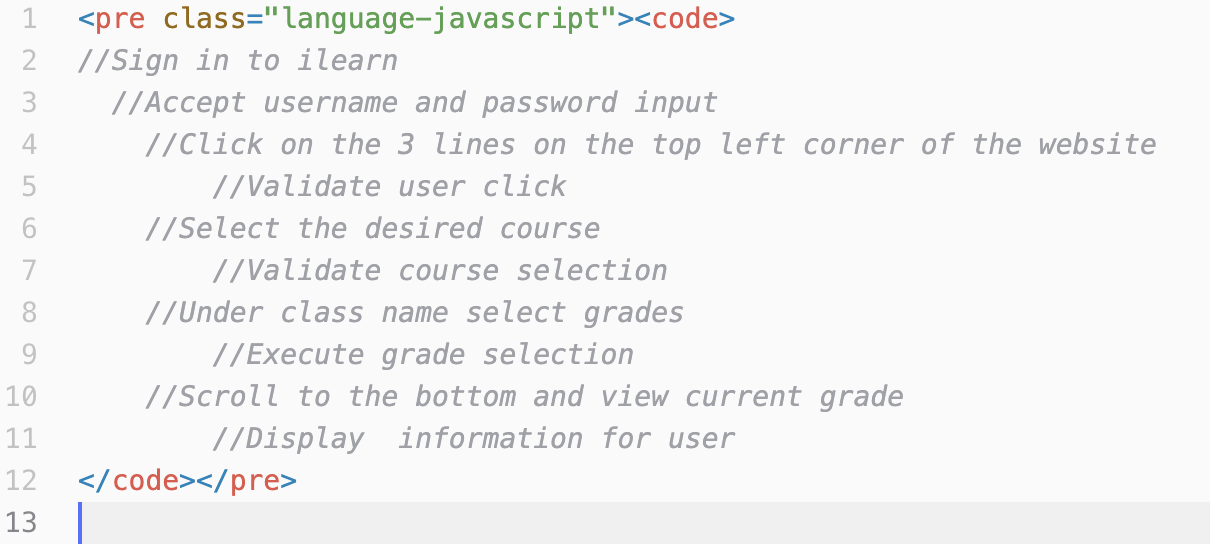 1 <pre class="language-javascript"><code>
2 //Sign in to ilearn
3   //Accept username and password input
4     //Click on the 3 lines on the top left corner of the website
5         //Validate user click
6     //Select the desired course
7         //Validate course selection
8     //Under class name select grades
9         //Execute grade selection
10     //Scroll to the bottom and view current grade
11         //Display  information for user
12 </code></pre>
13